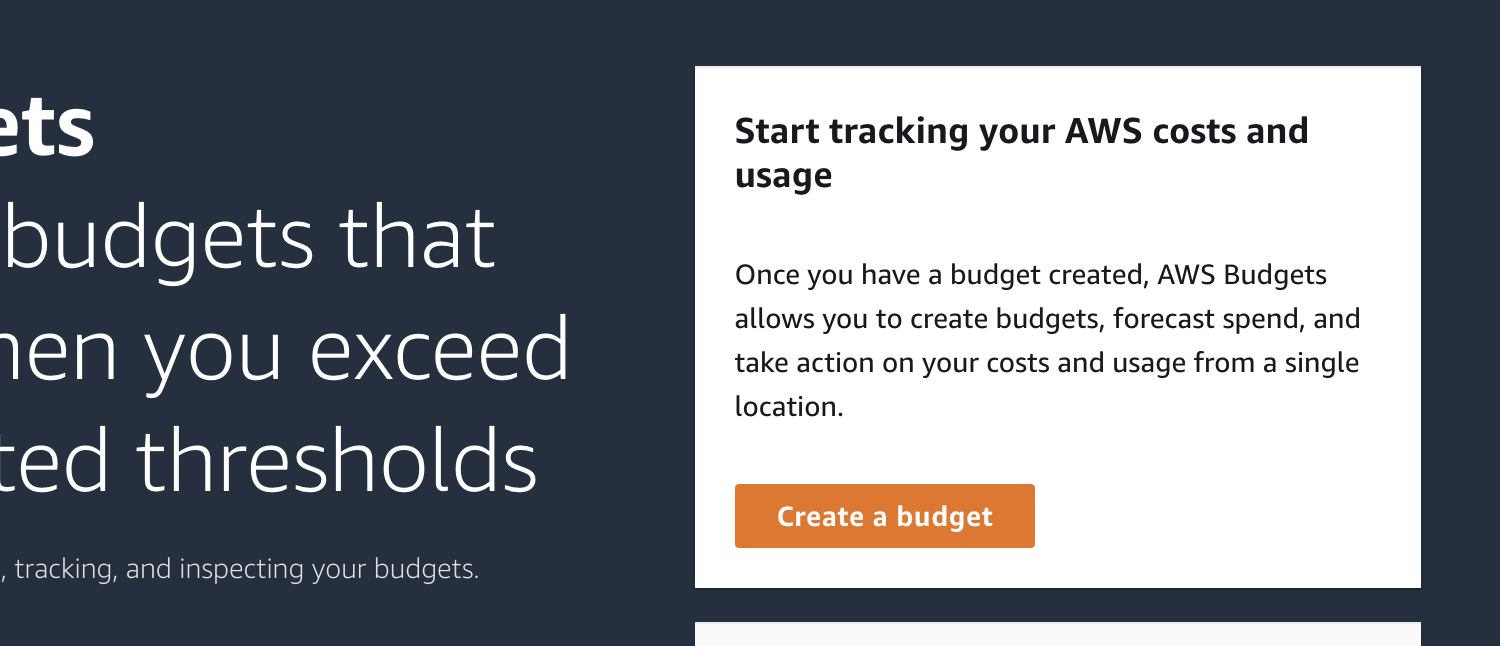 ets
budgets that
hen you exceed
ted thresholds
, tracking, and inspecting your budgets.
Start tracking your AWS costs and
usage
Once you have a budget created, AWS Budgets
allows you to create budgets, forecast spend, and
take action on your costs and usage from a single
location.
Create a budget